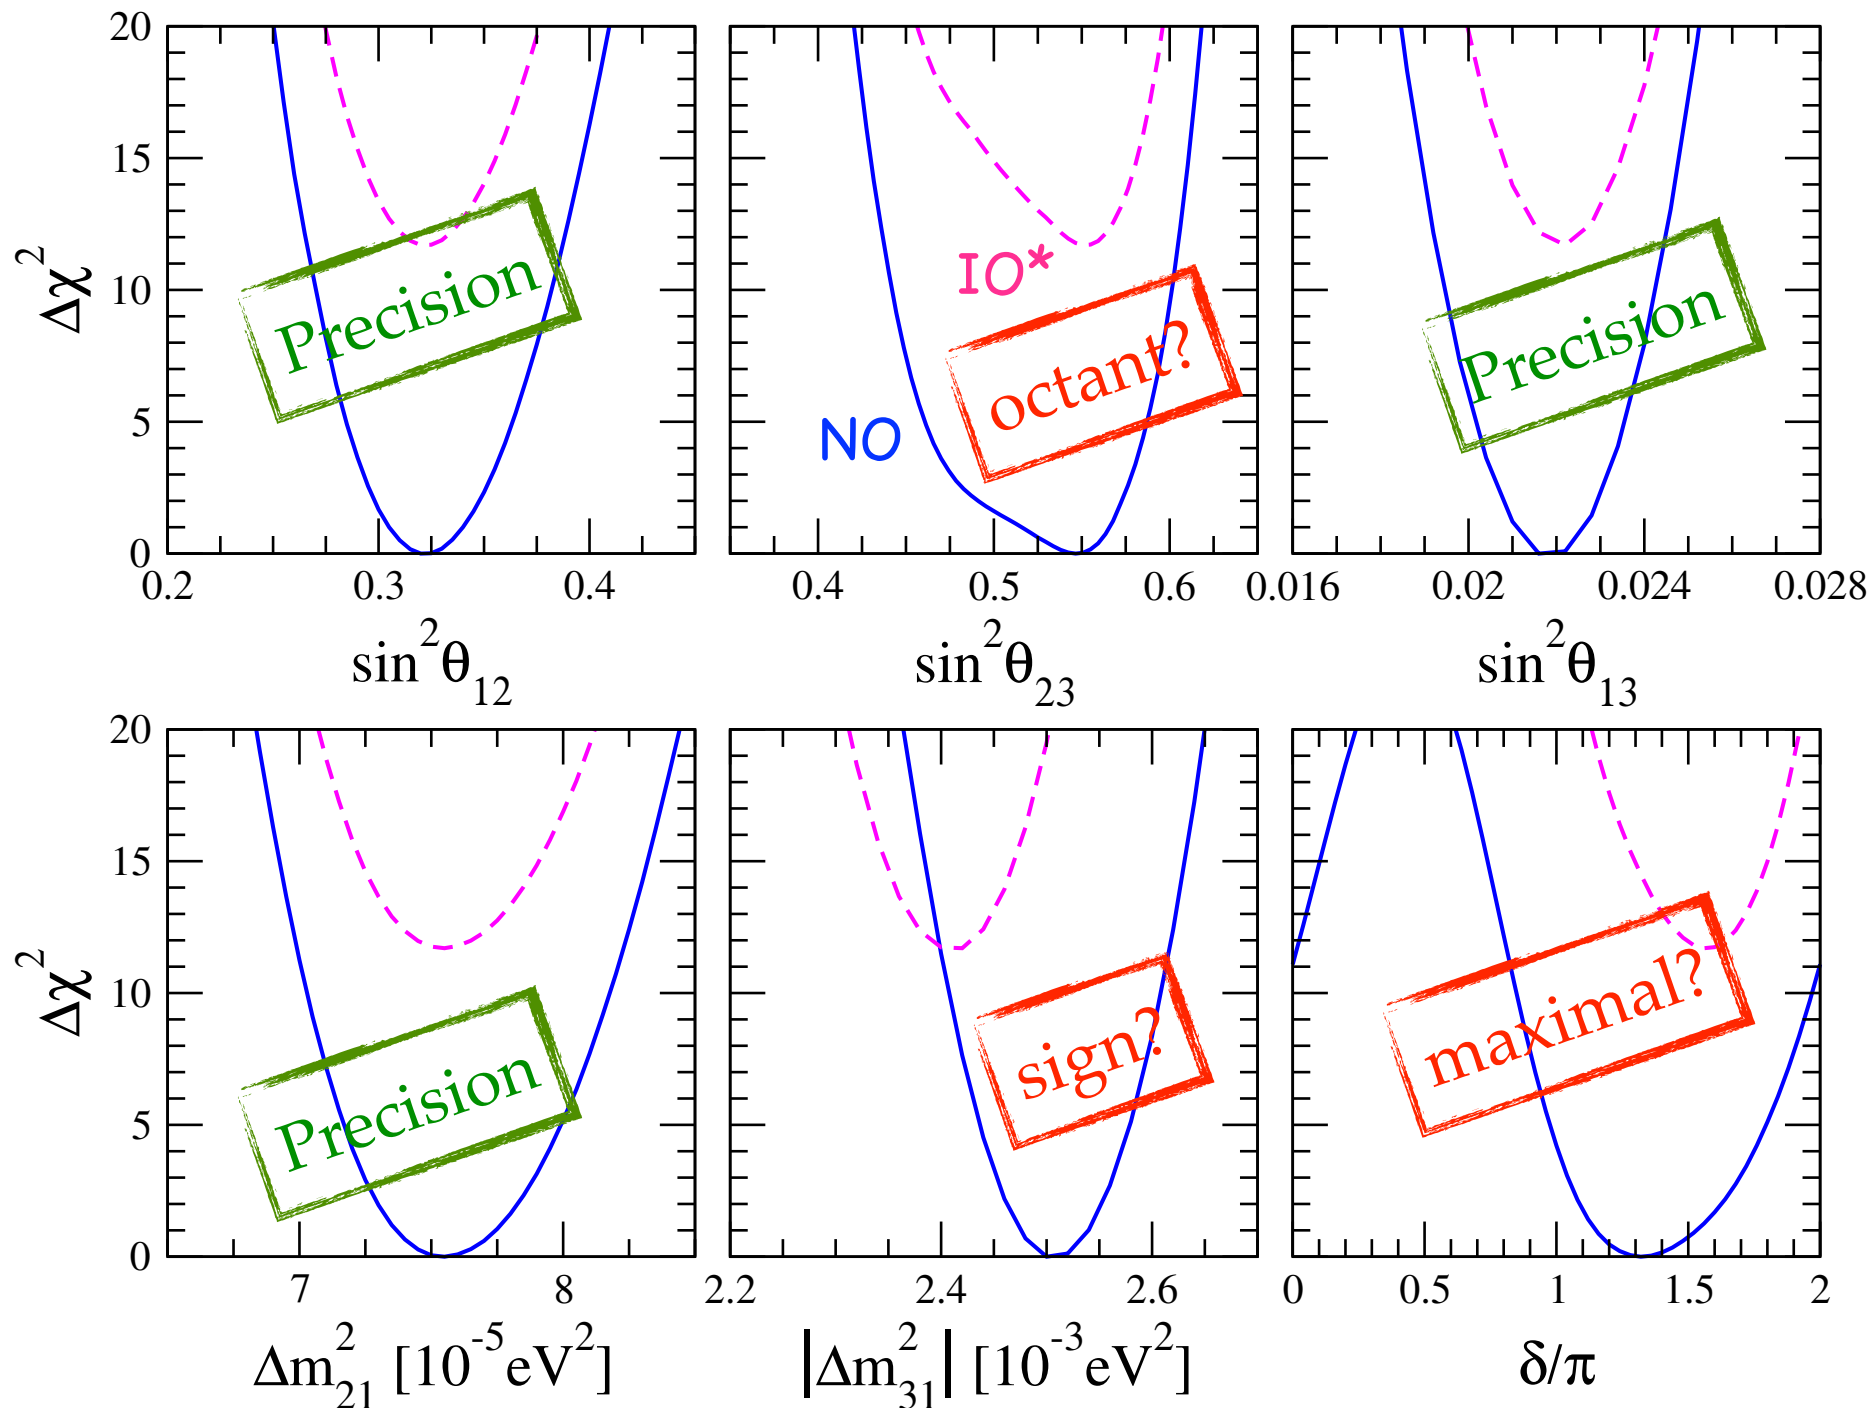 20
15
10
5
0
Δχ²
Precision
0.2 0.3 0.4
sin²θ₁₂
IO*
NO
octant?
0.4 0.5 0.6
sin²θ₂₃
Precision
0.016 0.02 0.024 0.028
sin²θ₁₃
20
15
10
5
0
Δχ²
Precision
7 8
Δm²₂₁ [10⁻⁵eV²]
sign?
2.2 2.4 2.6
|Δm²₃₁| [10⁻³eV²]
maximal?
0 0.5 1 1.5 2
δ/π